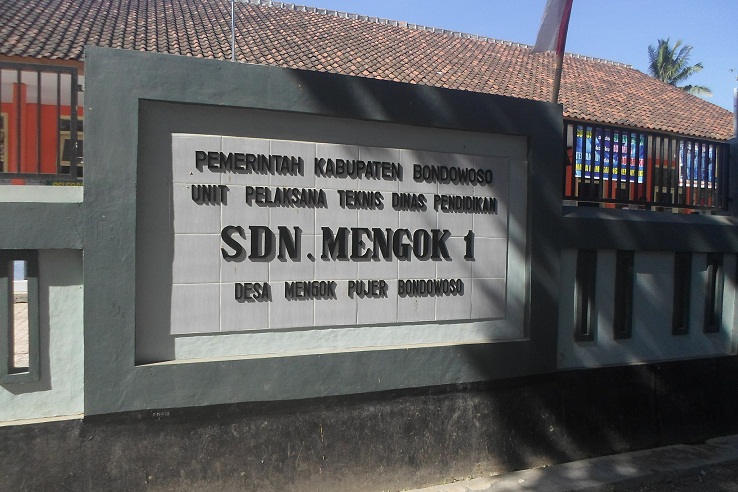 PEMERINTAH KABUPATEN BONDOWOSO
UNIT PELAKSANA TEKNIS DINAS PENDIDIKAN
SDN. MENGOK 1
DESA MENGOK PUJER BONDOWOSO